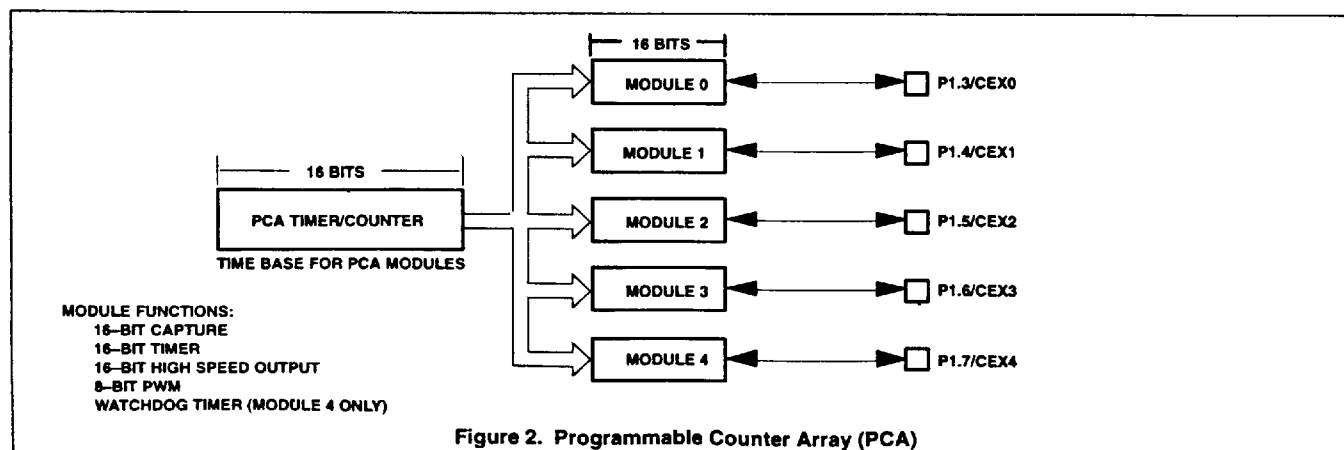 16 BITS
MODULE 0
P1.3/CEX0
MODULE 1
P1.4/CEX1
16 BITS
PCA TIMER/COUNTER
MODULE 2
P1.5/CEX2
TIME BASE FOR PCA MODULES
MODULE 3
P1.6/CEX3
MODULE FUNCTIONS:
16–BIT CAPTURE
16–BIT TIMER
16–BIT HIGH SPEED OUTPUT
8–BIT PWM
WATCHDOG TIMER (MODULE 4 ONLY)
MODULE 4
P1.7/CEX4
Figure 2. Programmable Counter Array (PCA)